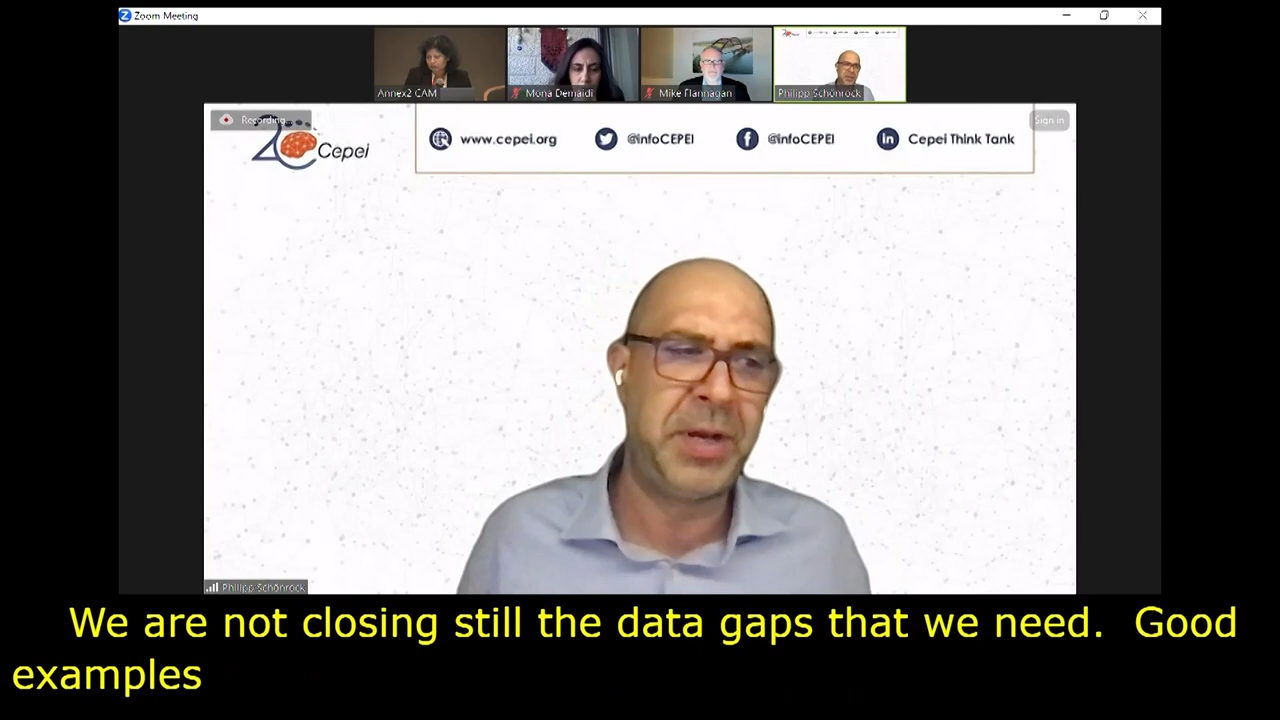 Zoom Meeting
Annex2 CAM
Mona Demaidi
Mike Flannagan
Philipp Schönrock
Recording...
Sign in
20 Cepei
www.cepei.org
@infoCEPEI
@infoCEPEI
Cepei Think Tank
Philipp Schönrock
We are not closing still the data gaps that we need. Good
examples